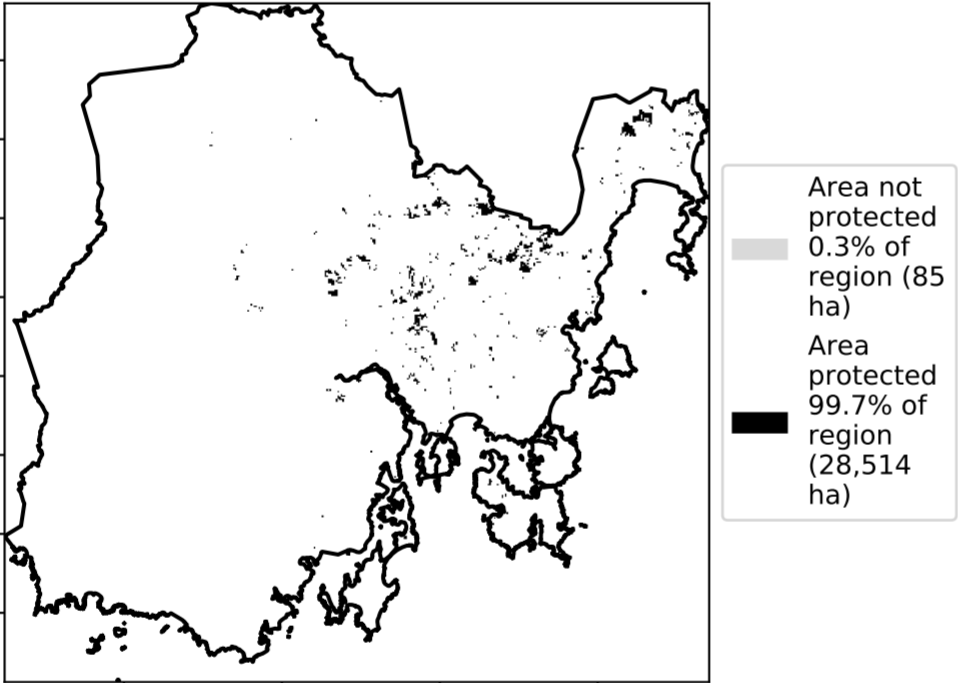 Area not
protected
0.3% of
region (85
ha)
Area
protected
99.7% of
region
(28,514
ha)